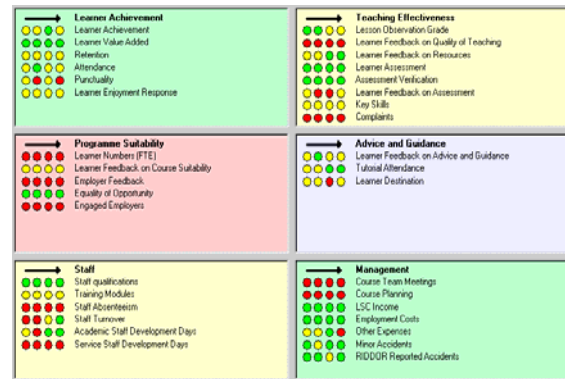 Learner Achievement
Learner Achievement
Learner Value Added
Retention
Attendance
Punctuality
Learner Enjoyment Response
Teaching Effectiveness
Lesson Observation Grade
Learner Feedback on Quality of Teaching
Learner Feedback on Resources
Learner Assessment
Assessment Verification
Learner Feedback on Assessment
Key Skills
Complaints
Programme Suitability
Learner Numbers (FTE)
Learner Feedback on Course Suitability
Employer Feedback
Equality of Opportunity
Engaged Employers
Advice and Guidance
Learner Feedback on Advice and Guidance
Tutorial Attendance
Learner Destination
Staff
Staff qualifications
Training Modules
Staff Absenteeism
Staff Turnover
Academic Staff Development Days
Service Staff Development Days
Management
Course Team Meetings
Course Planning
LSC Income
Employment Costs
Other Expenses
Minor Accidents
RIDDOR Reported Accidents